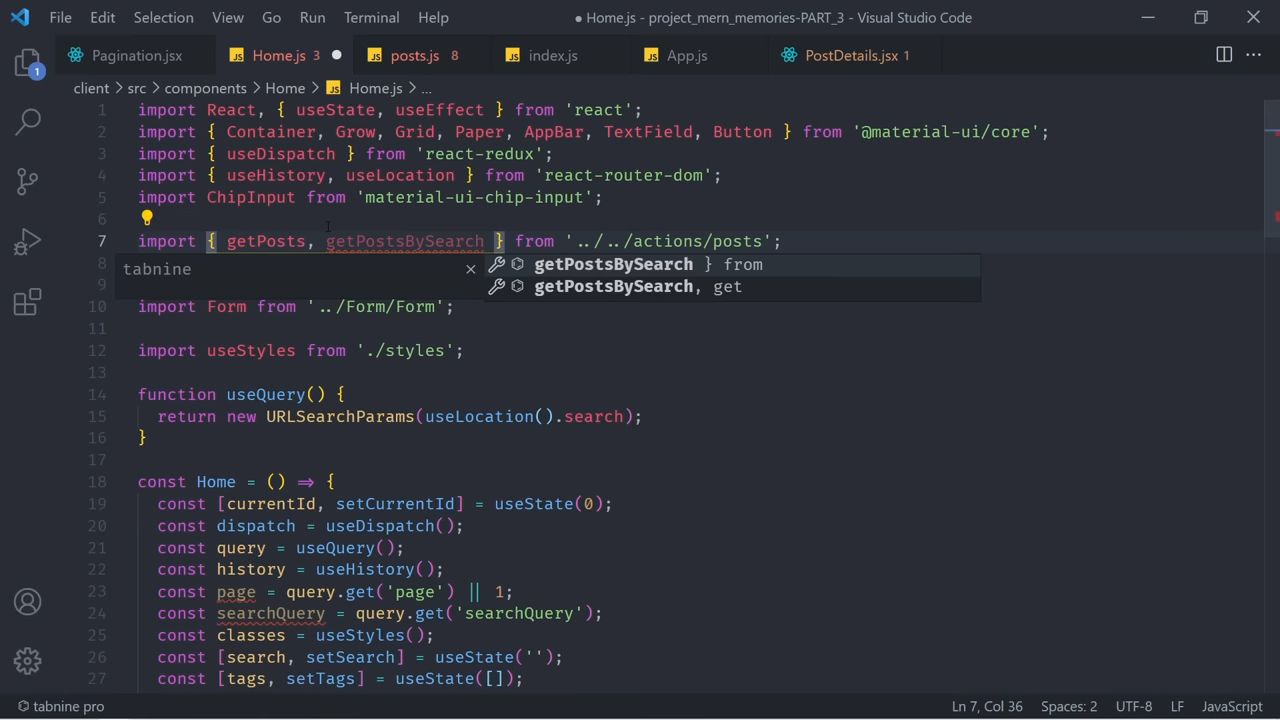 File Edit Selection View Go Run Terminal Help
● Home.js - project_mern_memories-PART_3 - Visual Studio Code
1
Pagination.jsx
JS Home.js 3
JS posts.js 8
JS index.js
JS App.js
PostDetails.jsx 1
client > src > components > Home > JS Home.js > ...
1 import React, { useState, useEffect } from 'react';
2 import { Container, Grow, Grid, Paper, AppBar, TextField, Button } from '@material-ui/core';
3 import { useDispatch } from 'react-redux';
4 import { useHistory, useLocation } from 'react-router-dom';
5 import ChipInput from 'material-ui-chip-input';
6
7 import { getPosts, getPostsBySearch } from '../../actions/posts';
8
tabnine
getPostsBySearch } from
getPostsBySearch, get
9
10 import Form from '../Form/Form';
11
12 import useStyles from './styles';
13
14 function useQuery() {
15 return new URLSearchParams(useLocation().search);
16 }
17
18 const Home = () => {
19 const [currentId, setCurrentId] = useState(0);
20 const dispatch = useDispatch();
21 const query = useQuery();
22 const history = useHistory();
23 const page = query.get('page') || 1;
24 const searchQuery = query.get('searchQuery');
25 const classes = useStyles();
26 const [search, setSearch] = useState('');
27 const [tags, setTags] = useState([]);
tabnine pro
Ln 7, Col 36 Spaces: 2 UTF-8 LF JavaScript